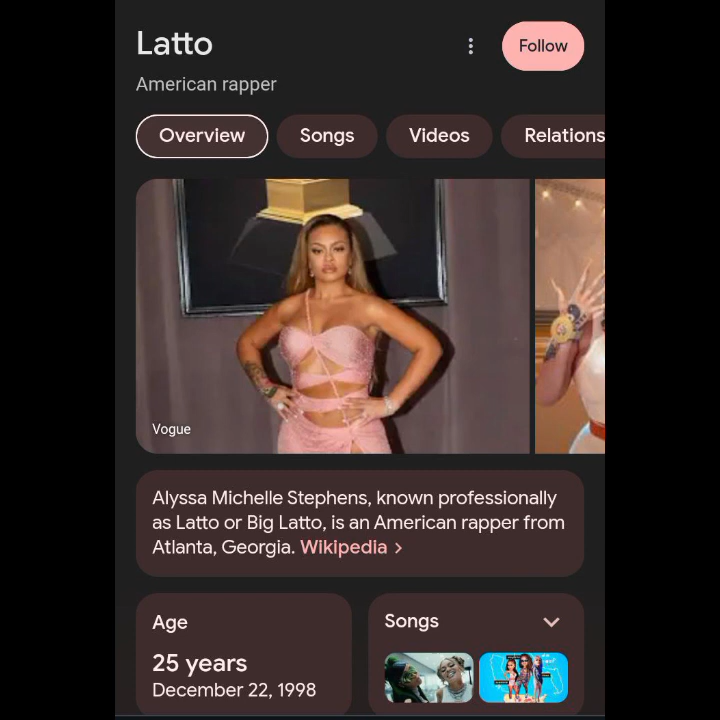 Latto
Follow
American rapper
Overview
Songs
Videos
Relations
Vogue
Alyssa Michelle Stephens, known professionally
as Latto or Big Latto, is an American rapper from
Atlanta, Georgia. Wikipedia >
Age
Songs
25 years
December 22, 1998